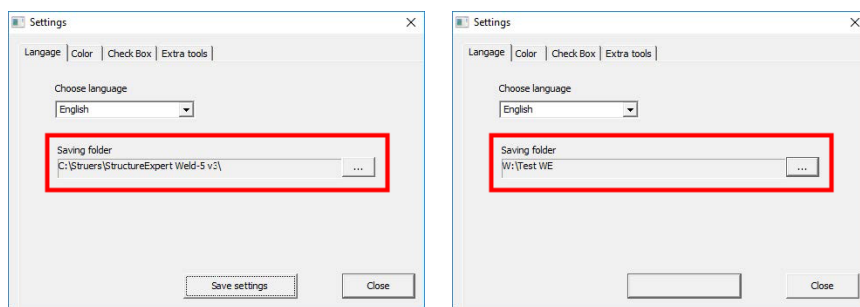 Settings
Langage Color Check Box Extra tools
Choose language
English
Saving folder
C:\Struers\StructureExpert Weld-5 v3\
...
Save settings
Close
Settings
Langage Color Check Box Extra tools
Choose language
English
Saving folder
W:\Test WE
...
Close